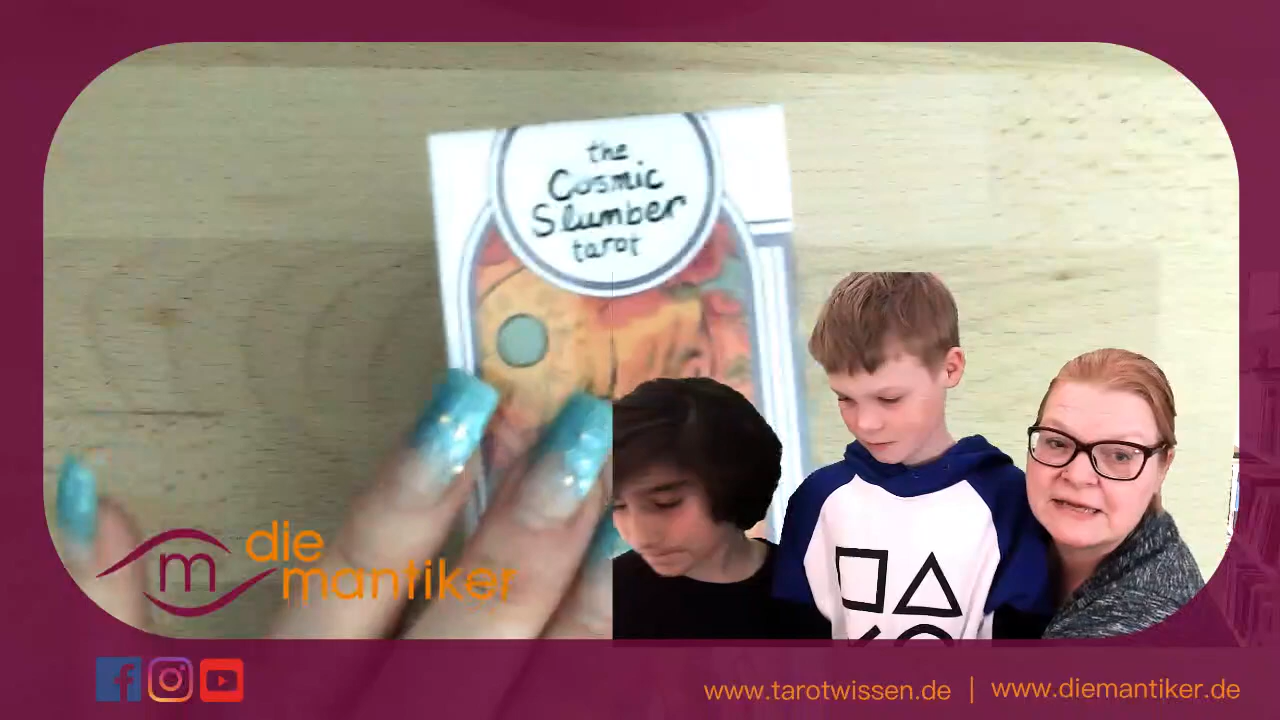 the
Cosmic
Slumber
tarot
m
die
mantiker
f
www.tarotwissen.de | www.diemantiker.de